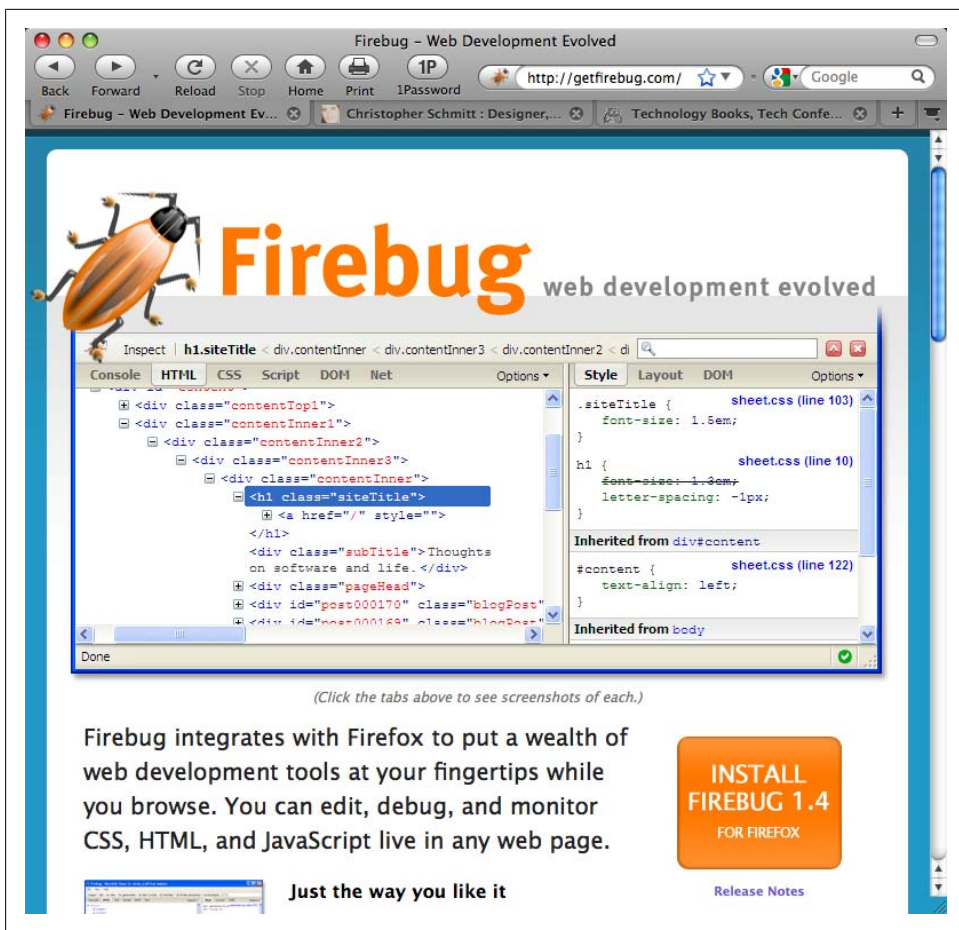 Firebug – Web Development Evolved
Back Forward Reload Stop Home Print 1P 1Password http://getfirebug.com/ Google
Firebug – Web Development Ev... Christopher Schmitt : Designer,... Technology Books, Tech Confe...
Firebug web development evolved
Inspect h1.siteTitle < div.contentInner < div.contentInner3 < div.contentInner2 < di
Console HTML CSS Script DOM Net Options
<div class="contentTop1">
<div class="contentInner1">
<div class="contentInner2">
<div class="contentInner3">
<div class="contentInner">
<h1 class="siteTitle">
<a href="/" style="">
</h1>
<div class="subTitle">Thoughts
on software and life.</div>
<div class="pageHead">
<div id="post000170" class="blogPost"
<div id="post000169" class="blogPost"
Style Layout DOM Options
.siteTitle { sheet.css (line 103)
font-size: 1.5em;
}
h1 { sheet.css (line 10)
font-size: 1.3em;
letter-spacing: -1px;
}
Inherited from div#content
#content { sheet.css (line 122)
text-align: left;
}
Inherited from body
Done
(Click the tabs above to see screenshots of each.)
Firebug integrates with Firefox to put a wealth of
web development tools at your fingertips while
you browse. You can edit, debug, and monitor
CSS, HTML, and JavaScript live in any web page.
INSTALL
FIREBUG 1.4
FOR FIREFOX
Release Notes
Just the way you like it